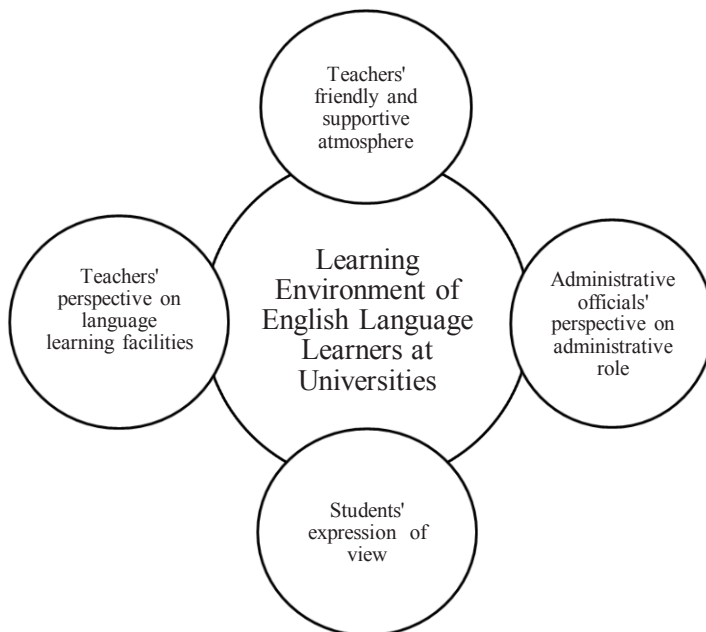 Teachers'
friendly and
supportive
atmosphere
Teachers'
perspective on
language
learning facilities
Learning
Environment of
English Language
Learners at
Universities
Administrative
officials'
perspective on
administrative
role
Students'
expression of
view